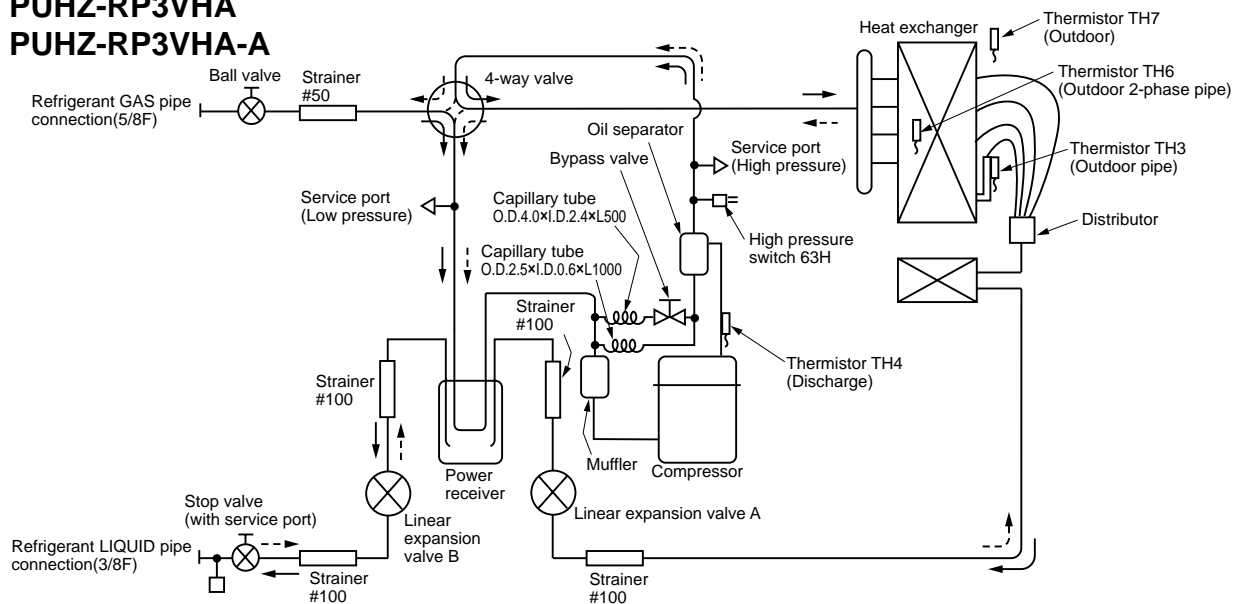 PUHZ-RP3VHA
PUHZ-RP3VHA-A
Heat exchanger
Thermistor TH7
(Outdoor)
Ball valve
Strainer
#50
4-way valve
Thermistor TH6
(Outdoor 2-phase pipe)
Refrigerant GAS pipe
connection(5/8F)
Oil separator
Bypass valve
Service port
(High pressure)
Thermistor TH3
(Outdoor pipe)
Service port
(Low pressure)
Capillary tube
O.D.4.0×I.D.2.4×L500
Distributor
High pressure
switch 63H
Capillary tube
O.D.2.5×I.D.0.6×L1000
Strainer
#100
Thermistor TH4
(Discharge)
Strainer
#100
Muffler
Compressor
Power
receiver
Stop valve
(with service port)
Linear
expansion
valve B
Linear expansion valve A
Refrigerant LIQUID pipe
connection(3/8F)
Strainer
#100
Strainer
#100